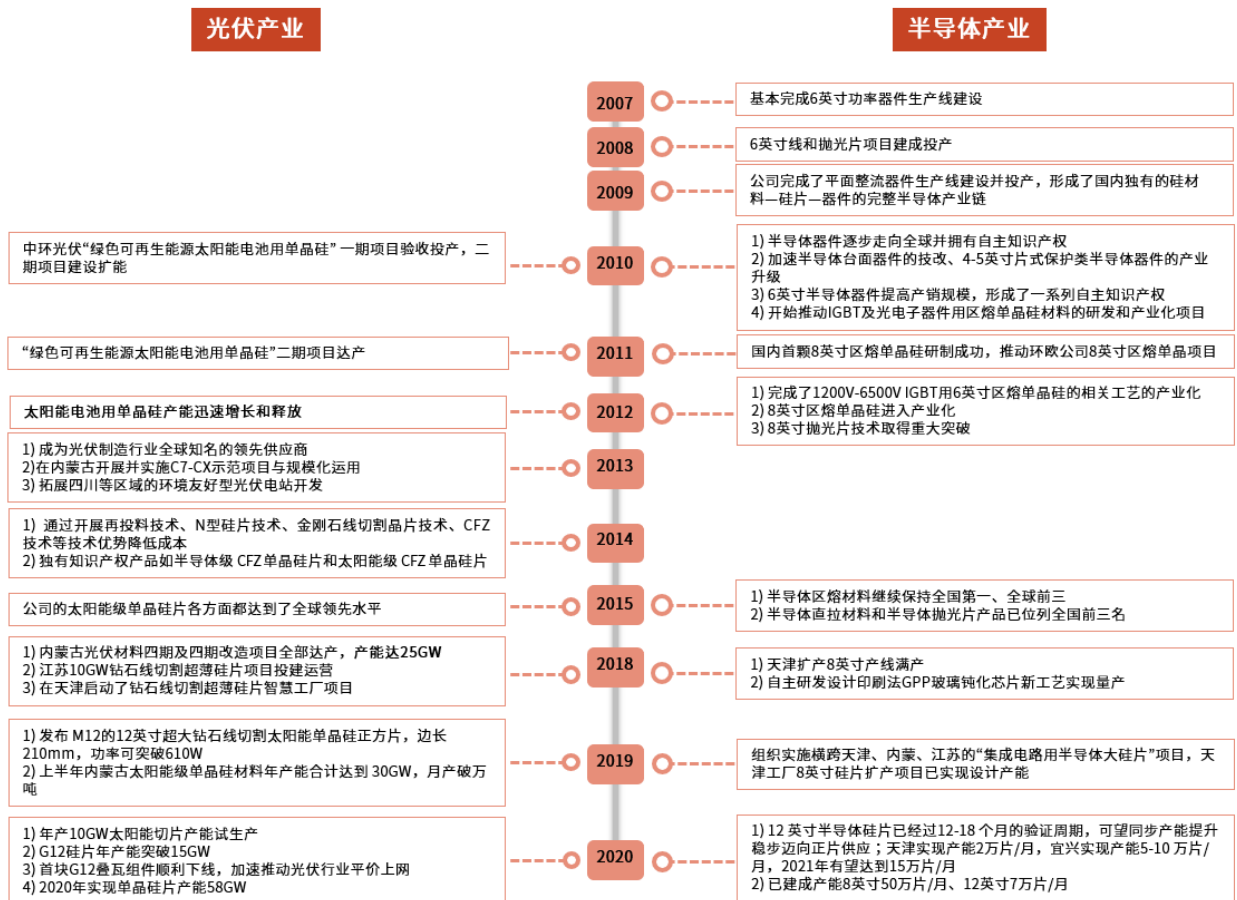 光伏产业
半导体产业
2007
基本完成6英寸功率器件生产线建设
2008
6英寸线和抛光片项目建成投产
2009
公司完成了平面整流器件生产线建设并投产，形成了国内独有的硅材
料—硅片—器件的完整半导体产业链
中环光伏“绿色可再生能源太阳能电池用单晶硅” 一期项目验收投产，二
期项目建设扩能
2010
1) 半导体器件逐步走向全球并拥有自主知识产权
2) 加速半导体台面器件的技改、4-5英寸片式保护类半导体器件的产业
升级
3) 6英寸半导体器件提高产销规模，形成了一系列自主知识产权
4) 开始推动IGBT及光电子器件用区熔单晶硅材料的研发和产业化项目
“绿色可再生能源太阳能电池用单晶硅”二期项目达产
2011
国内首颗8英寸区熔单晶硅研制成功，推动环欧公司8英寸区熔单晶项目
太阳能电池用单晶硅产能迅速增长和释放
2012
1) 完成了1200V-6500V IGBT用6英寸区熔单晶硅的相关工艺的产业化
2) 8英寸区熔单晶硅进入产业化
3) 8英寸抛光片技术取得重大突破
1) 成为光伏制造行业全球知名的领先供应商
2)在内蒙古开展并实施C7-CX示范项目与规模化运用
3) 拓展四川等区域的环境友好型光伏电站开发
2013
1) 通过开展再投料技术、N型硅片技术、金刚石线切割晶片技术、CFZ
技术等技术优势降低成本
2) 独有知识产权产品如半导体级 CFZ单晶硅片和太阳能级 CFZ 单晶硅片
2014
公司的太阳能级单晶硅片各方面都达到了全球领先水平
2015
1) 半导体区熔材料继续保持全国第一、全球前三
2) 半导体直拉材料和半导体抛光片产品已位列全国前三名
1) 内蒙古光伏材料四期及四期改造项目全部达产，产能达25GW
2) 江苏10GW钻石线切割超薄硅片项目投建运营
3) 在天津启动了钻石线切割超薄硅片智慧工厂项目
2018
1) 天津扩产8英寸产线满产
2) 自主研发设计印刷法GPP玻璃钝化芯片新工艺实现量产
1) 发布 M12的12英寸超大钻石线切割太阳能单晶硅正方片，边长
210mm，功率可突破610W
2) 上半年内蒙古太阳能级单晶硅材料年产能合计达到 30GW，月产破万
吨
2019
组织实施横跨天津、内蒙、江苏的“集成电路用半导体大硅片”项目，天
津工厂8英寸硅片扩产项目已实现设计产能
1) 年产10GW太阳能切片产能试生产
2) G12硅片年产能突破15GW
3) 首块G12叠瓦组件顺利下线，加速推动光伏行业平价上网
4) 2020年实现单晶硅片产能58GW
2020
1) 12 英寸半导体硅片已经过12-18 个月的验证周期，可望同步产能提升
稳步迈向正片供应；天津实现产能2万片/月，宜兴实现产能5-10 万片/
月，2021年有望达到15万片/月
2) 已建成产能8英寸50万片/月、12英寸7万片/月